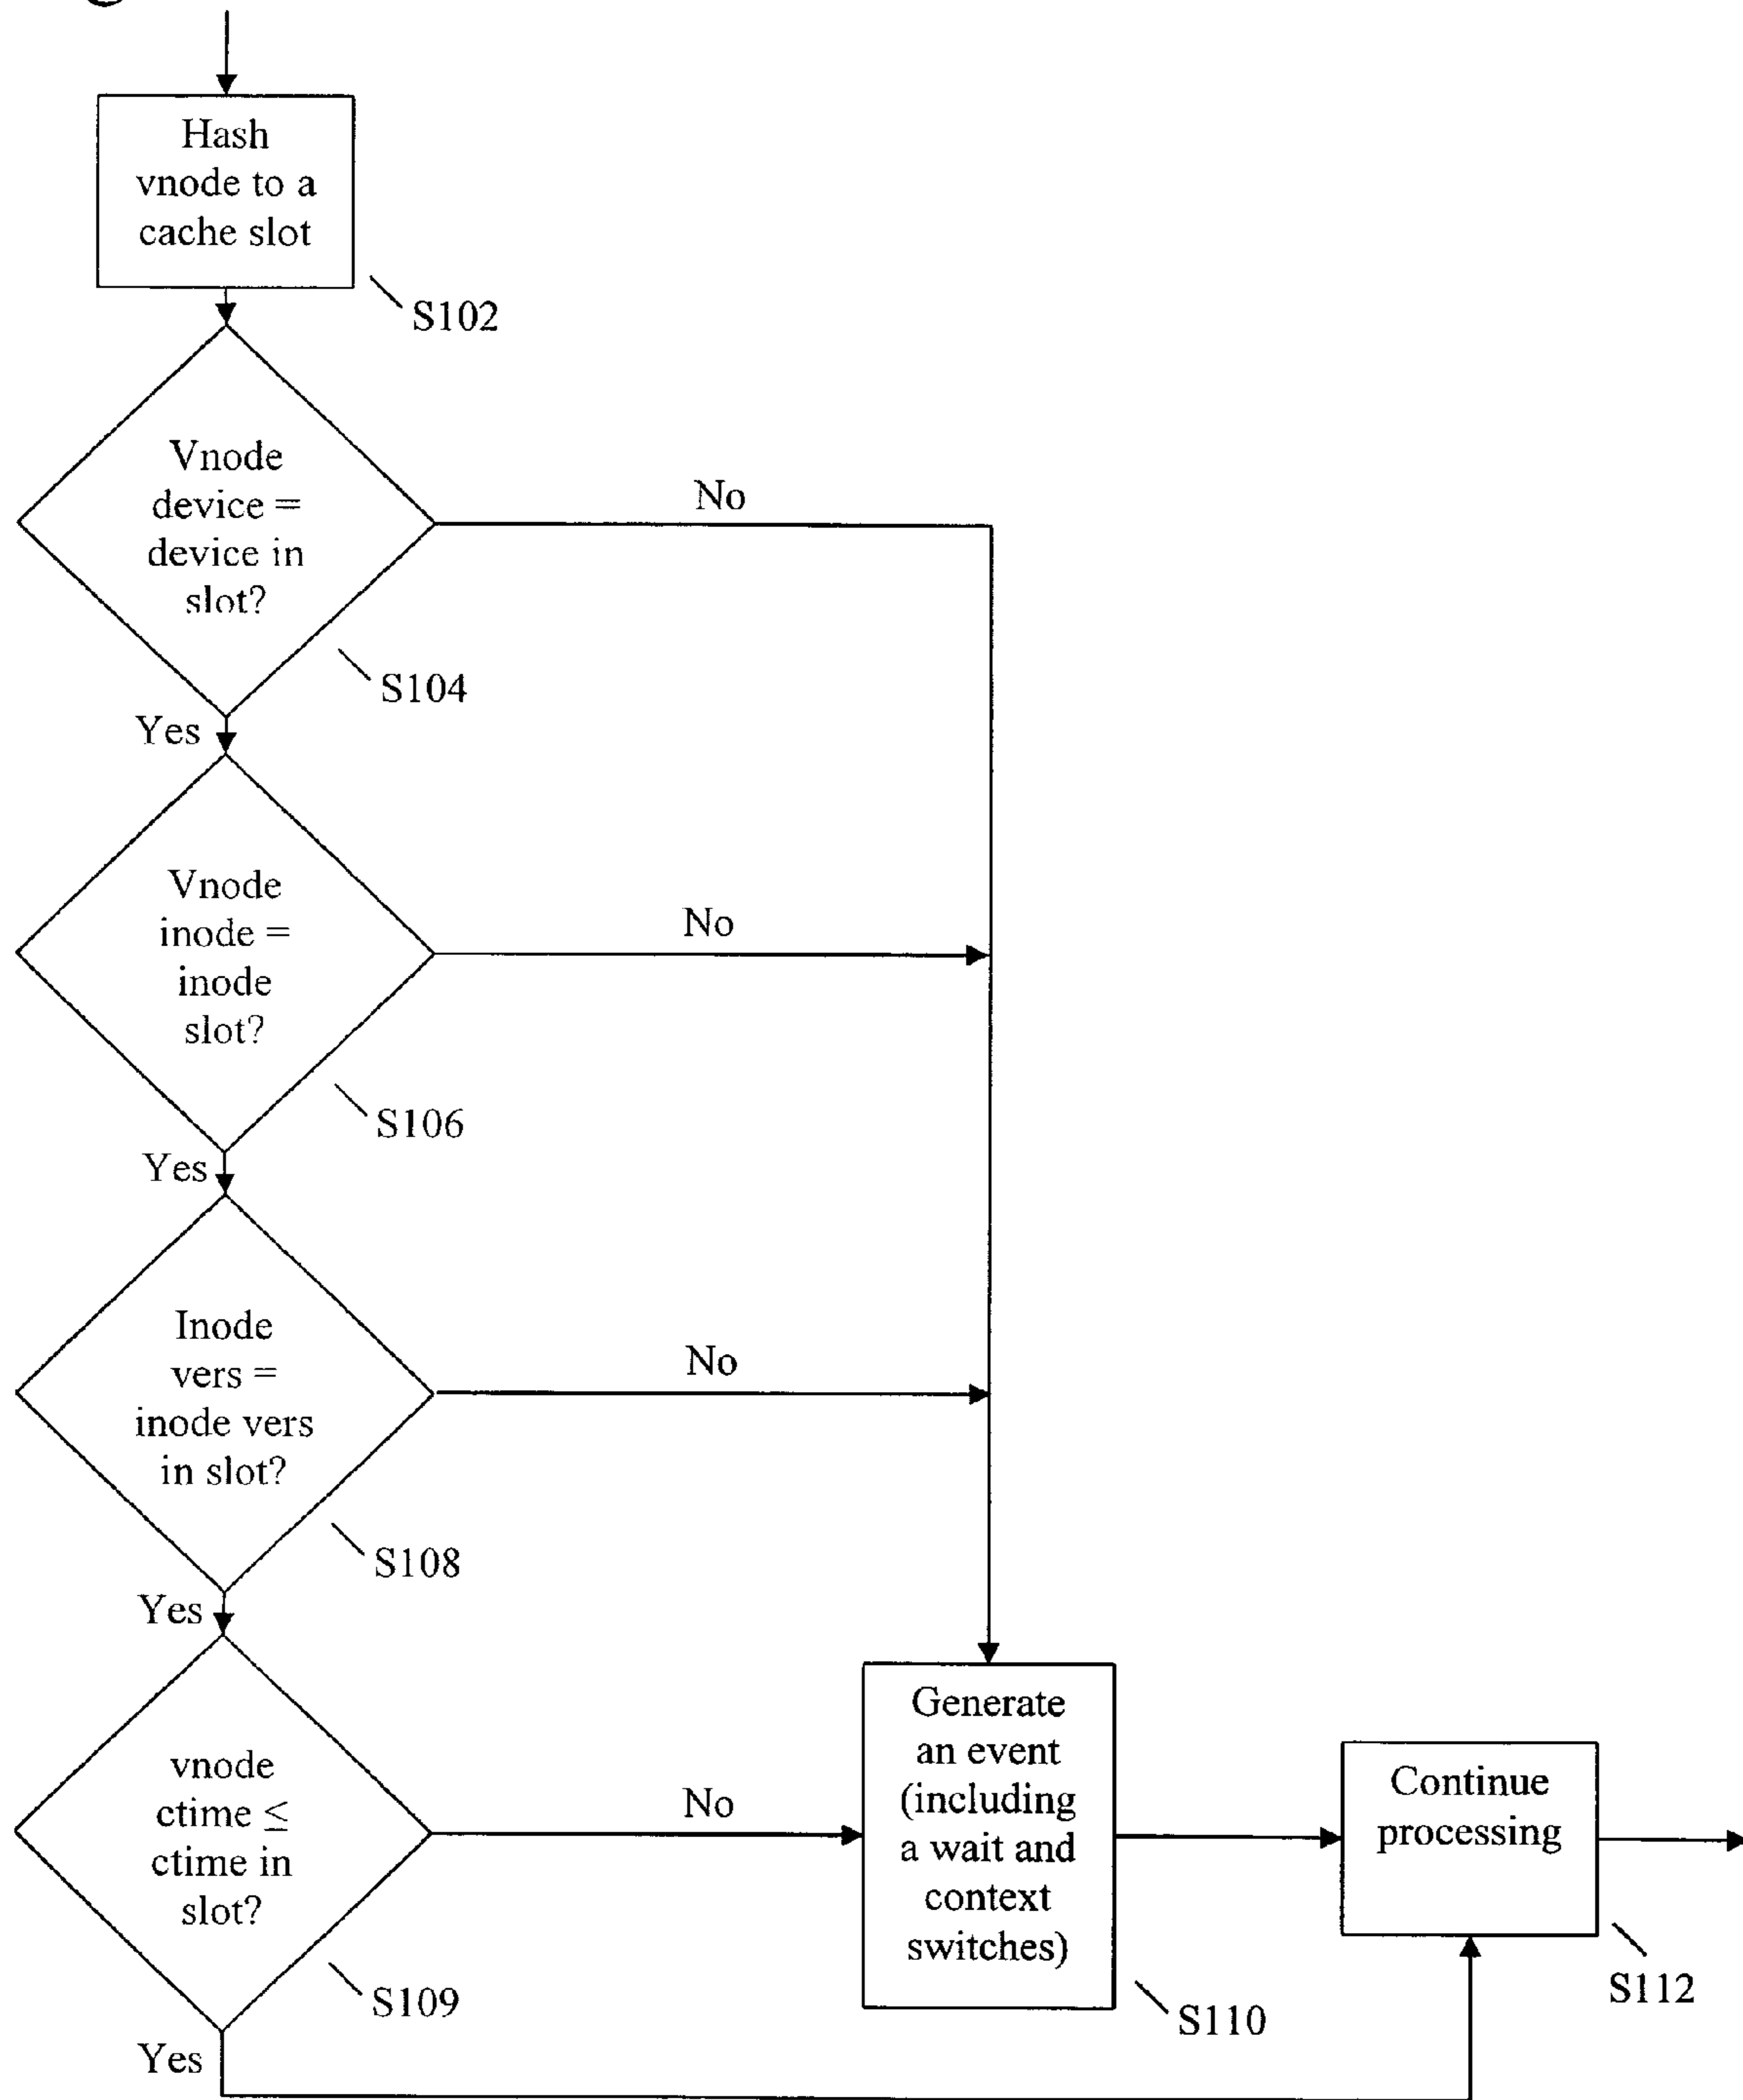 Hash
vnode to a
cache slot
S102
Vnode
device =
device in
slot?
No
S104
Yes
Vnode
inode =
inode
slot?
No
S106
Yes
Inode
vers =
inode vers
in slot?
No
S108
Yes
vnode
ctime ≤
ctime in
slot?
No
S109
Yes
Generate
an event
(including
a wait and
context
switches)
S110
Continue
processing
S112